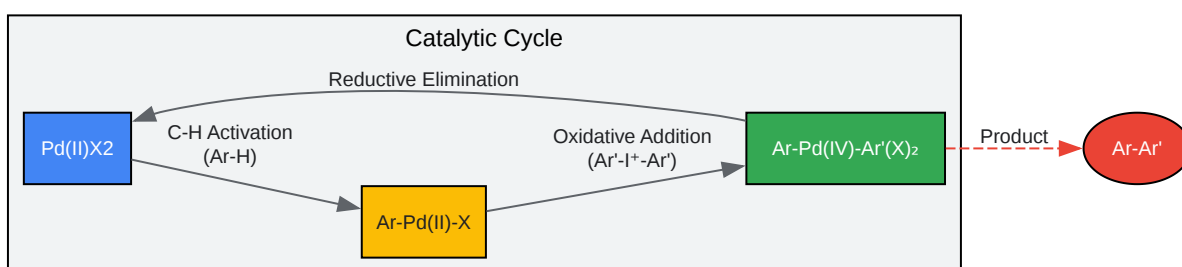 Catalytic Cycle
Reductive Elimination
Pd(II)X2
C-H Activation
(Ar-H)
Ar-Pd(II)-X
Oxidative Addition
(Ar'-I⁺-Ar')
Ar-Pd(IV)-Ar'(X)₂
Product
Ar-Ar'